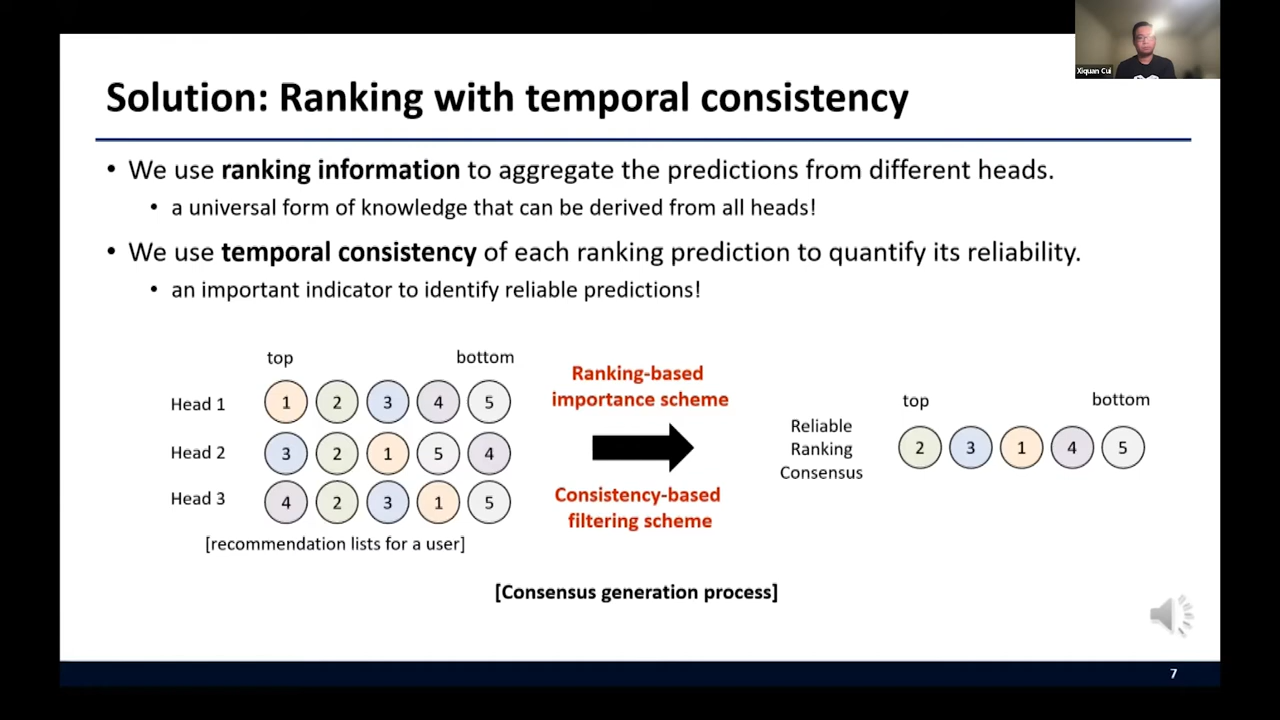 Xiquan Cui
Solution: Ranking with temporal consistency
• We use ranking information to aggregate the predictions from different heads.
• a universal form of knowledge that can be derived from all heads!
• We use temporal consistency of each ranking prediction to quantify its reliability.
• an important indicator to identify reliable predictions!
top bottom
Head 1 1 2 3 4 5
Head 2 3 2 1 5 4
Head 3 4 2 3 1 5
[recommendation lists for a user]
Ranking-based
importance scheme
Consistency-based
filtering scheme
top bottom
Reliable
Ranking
Consensus
2 3 1 4 5
[Consensus generation process]
7